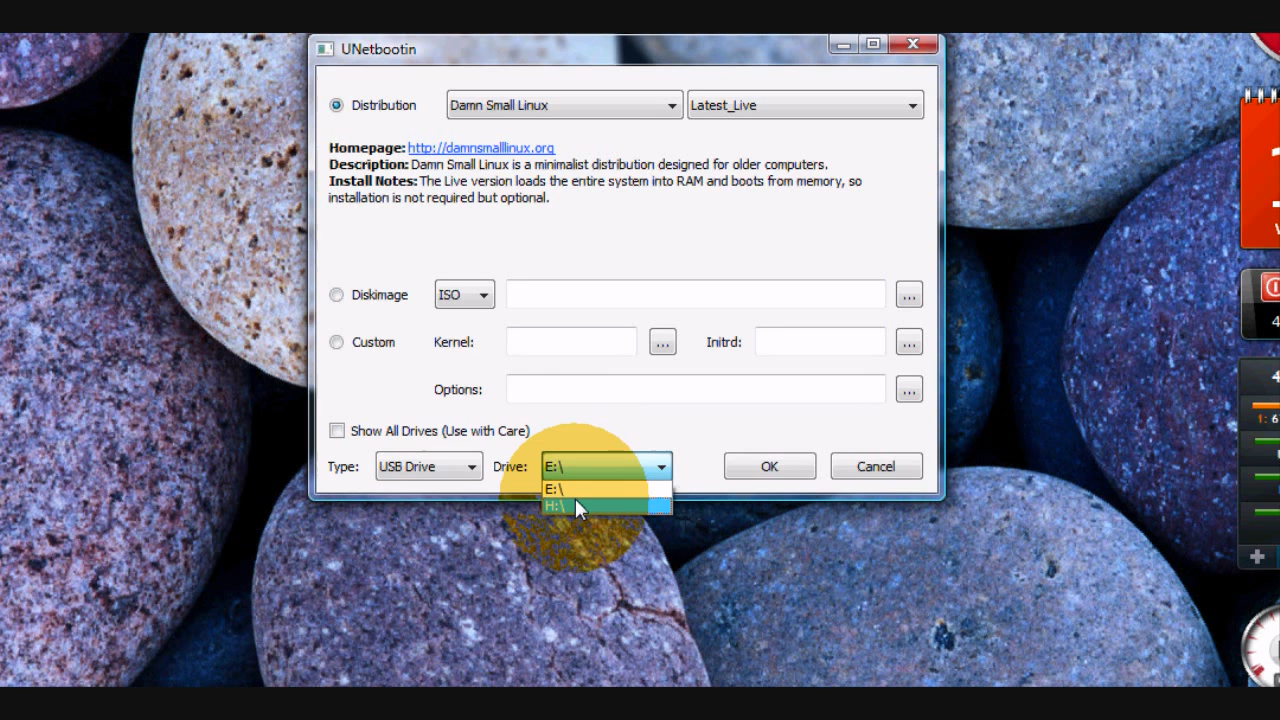 UNetbootin
Distribution Damn Small Linux Latest_Live
Homepage: http://damnsmalllinux.org
Description: Damn Small Linux is a minimalist distribution designed for older computers.
Install Notes: The Live version loads the entire system into RAM and boots from memory, so
installation is not required but optional.
Diskimage ISO ...
Custom Kernel: ... Initrd: ...
Options: ...
Show All Drives (Use with Care)
Type: USB Drive Drive: E:\ OK Cancel
E:\
H:\